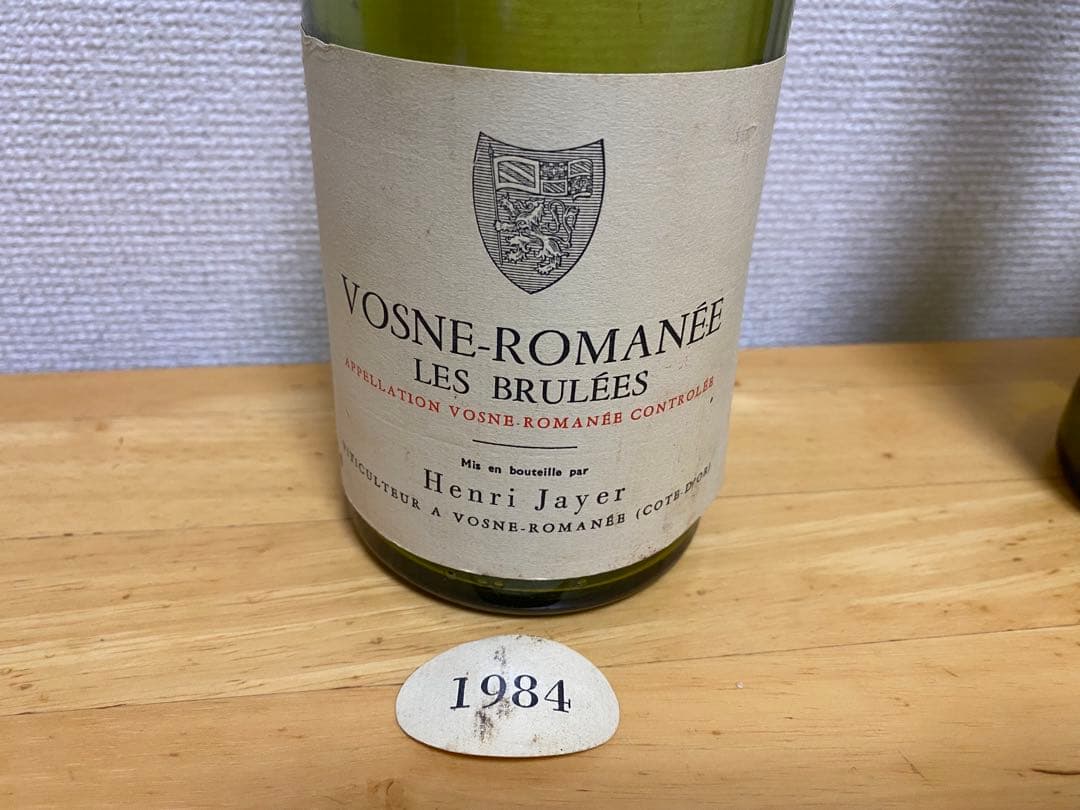 VOSNE-ROMANÉE
LES BRULÉES
APPELLATION VOSNE-ROMANÉE CONTROLÉE
Mis en bouteille par
Henri Jayer
VITICULTEUR A VOSNE-ROMANÉE (COTE-D'OR)
1984